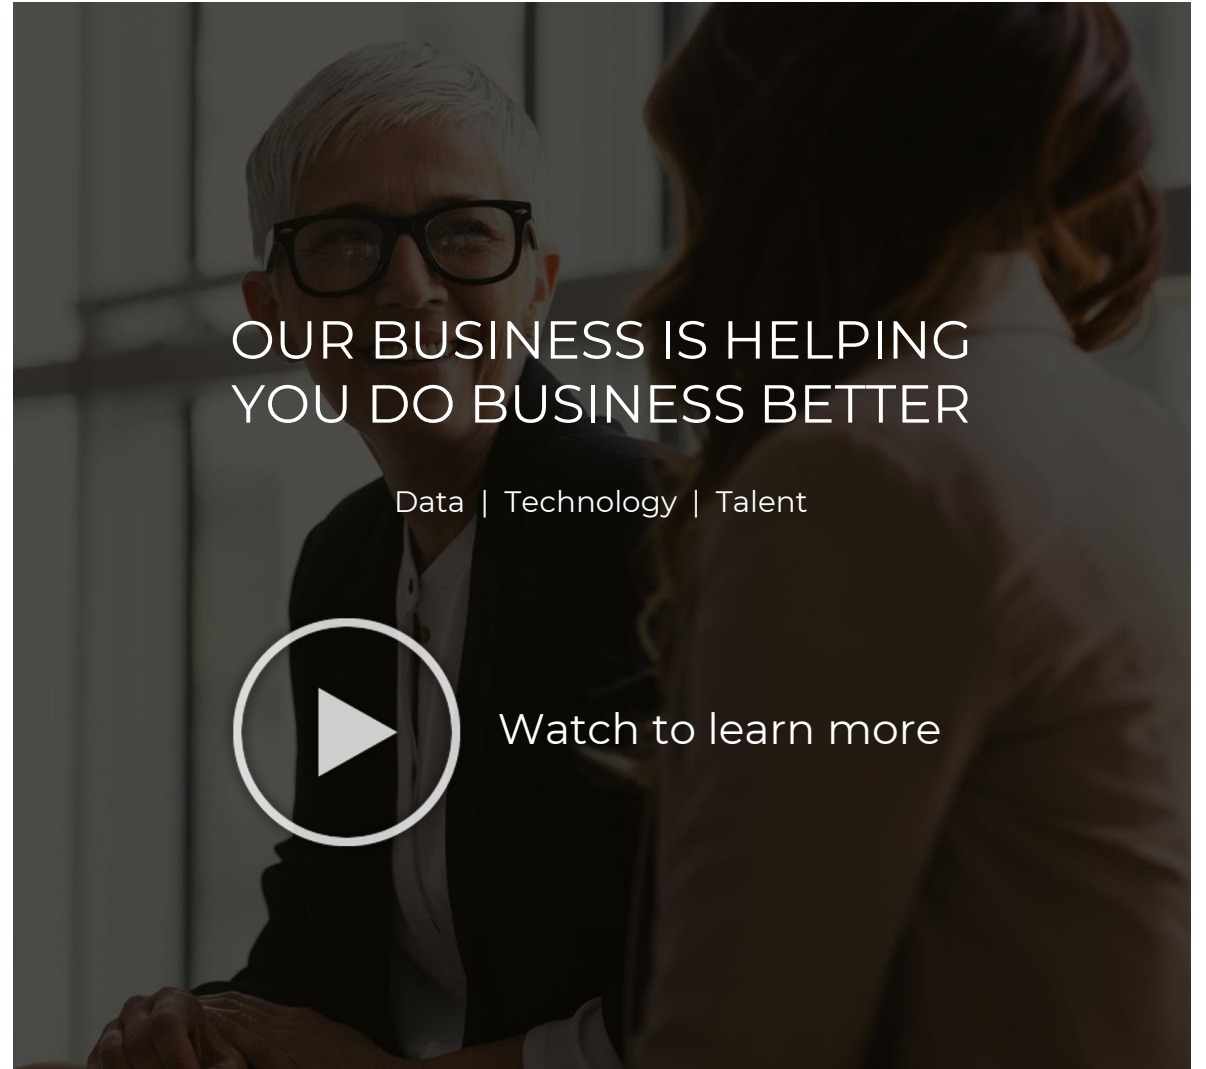 OUR BUSINESS IS HELPING
YOU DO BUSINESS BETTER
Data | Technology | Talent
Watch to learn more